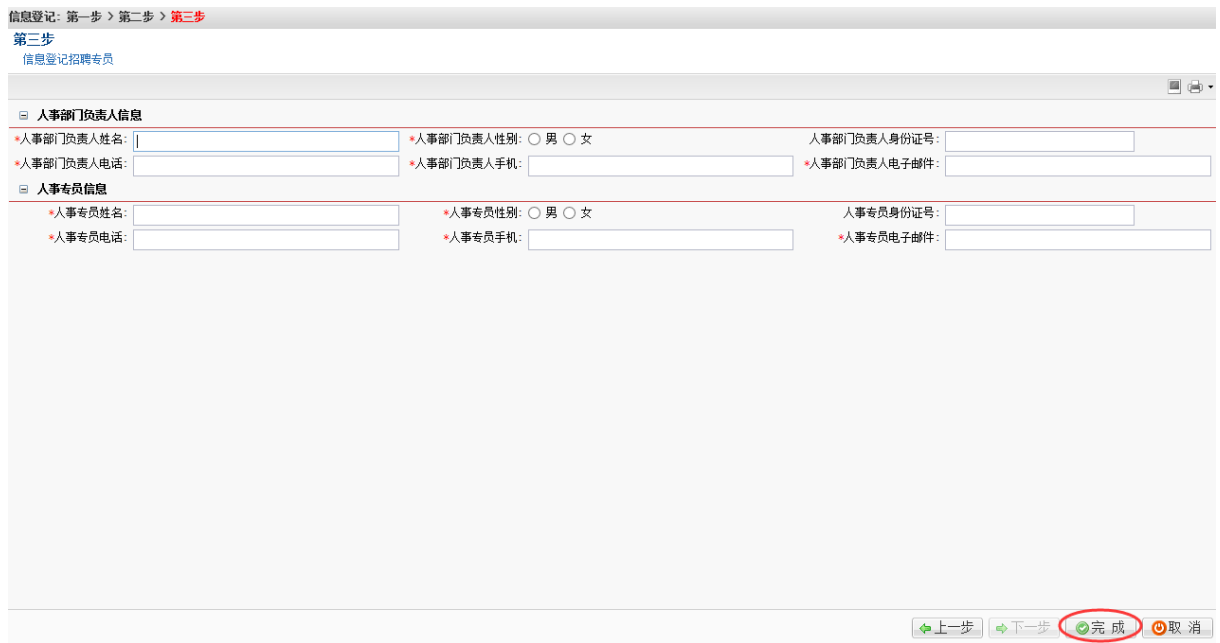 信息登记: 第一步 > 第二步 > 第三步
第三步
信息登记招聘专员
人事部门负责人信息
*人事部门负责人姓名: *人事部门负责人性别: 男 女 人事部门负责人身份证号:
*人事部门负责人电话: *人事部门负责人手机: *人事部门负责人电子邮件:
人事专员信息
*人事专员姓名: *人事专员性别: 男 女 人事专员身份证号:
*人事专员电话: *人事专员手机: *人事专员电子邮件:
上一步 下一步 完 成 取 消